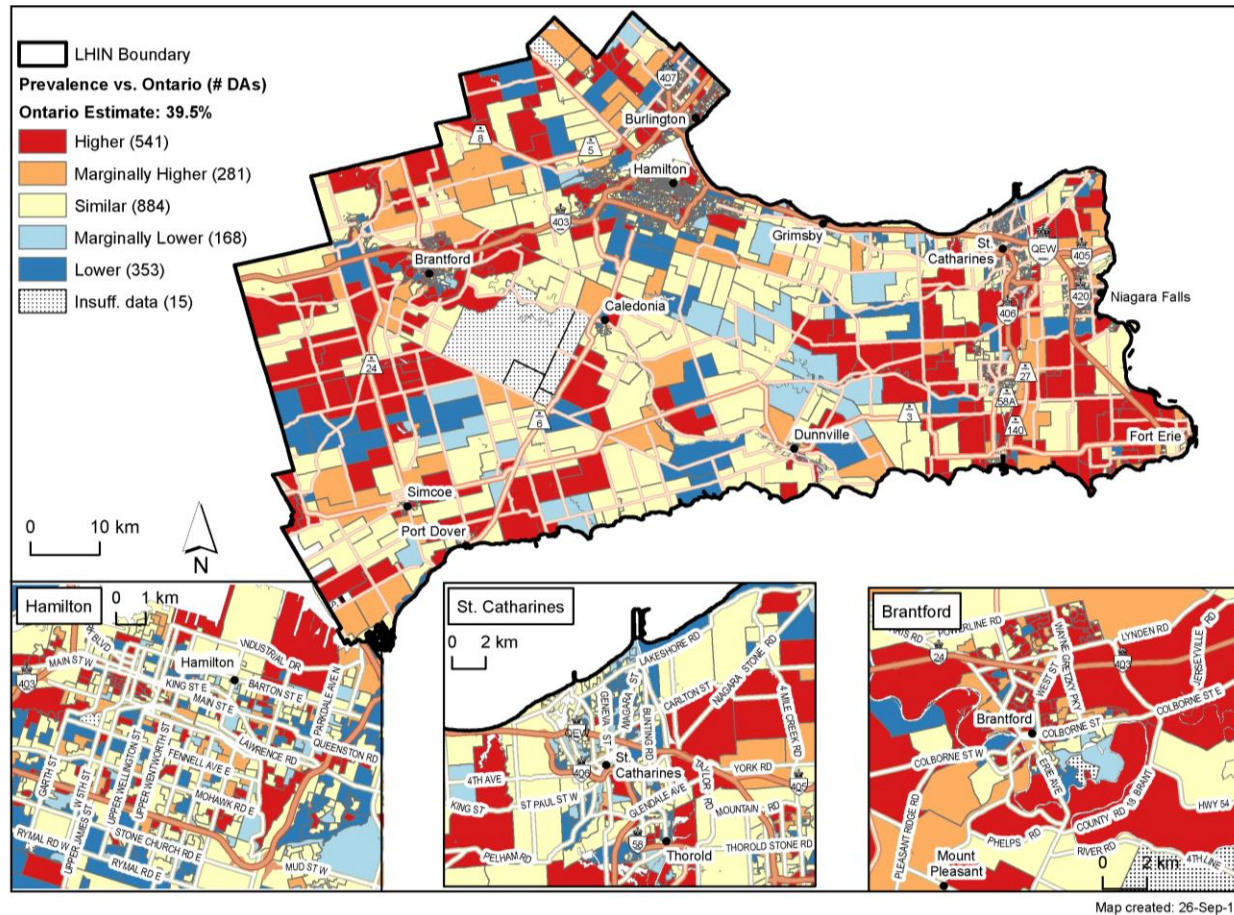 LHIN Boundary
Prevalence vs. Ontario (# DAs)
Ontario Estimate: 39.5%
Higher (541)
Marginally Higher (281)
Similar (884)
Marginally Lower (168)
Lower (353)
Insuff. data (15)
407
Burlington
8
5
Hamilton
403
Grimsby
St.
Catharines
QEW
405
Brantford
420
Niagara Falls
Caledonia
406
24
27
58A
6
3
140
Dunnville
Fort Erie
Simcoe
Port Dover
0 10 km
N
Hamilton
0 1 km
BLVD
INDUSTRIAL DR
MAIN ST W
403
Hamilton
KING ST E
BARTON ST E
MAIN ST E
PARKDALE AVE N
QUEENSTON RD
LAWRENCE RD
GARTH ST
W 5TH ST
UPPER WELLINGTON ST
UPPER WENTWORTH ST
FENNELL AVE E
MOHAWK RD E
UPPER JAMES ST
RYMAL RD W
STONE CHURCH RD E
RYMAL RD E
MUD ST W
St. Catharines
0 2 km
LAKESHORE RD
GENEVA ST
NIAGARA ST
BUNTING RD
CARLTON ST
NIAGARA STONE RD
4 MILE CREEK RD
QEW
406
St.
Catharines
4TH AVE
KING ST
ST PAUL ST W
GLENDALE AVE
TAYLOR RD
YORK RD
405
MOUNTAIN RD
58
PELHAM RD
Thorold
THOROLD STONE RD
Brantford
POWERLINE RD
24
WAYNE GRETZKY PKY
WEST ST
LYNDEN RD
403
JERSEYVILLE RD
COLBORNE ST E
Brantford
COLBORNE ST
COLBORNE ST W
ERIE AVE
COUNTY RD 18 BRANT
HWY 54
PLEASANT RIDGE RD
PHELPS RD
RIVER RD
Mount
Pleasant
0 2 km
4TH LINE
Map created: 26-Sep-1